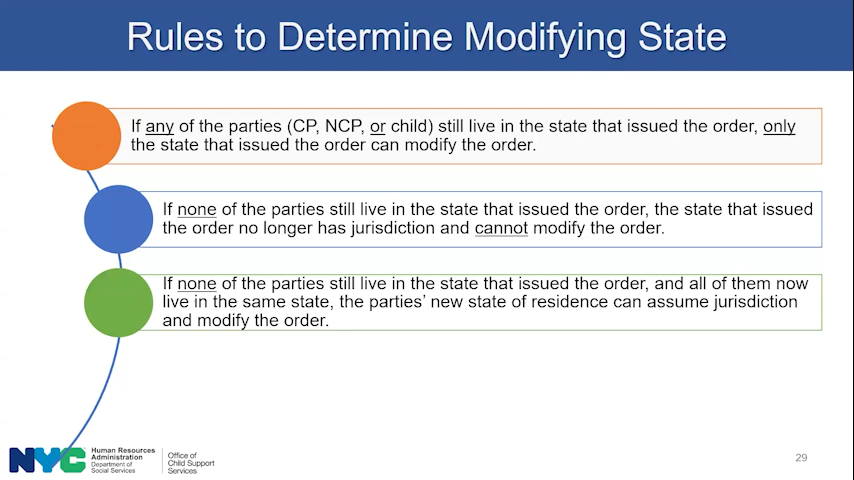 Rules to Determine Modifying State
If any of the parties (CP, NCP, or child) still live in the state that issued the order, only
the state that issued the order can modify the order.
If none of the parties still live in the state that issued the order, the state that issued
the order no longer has jurisdiction and cannot modify the order.
If none of the parties still live in the state that issued the order, and all of them now
live in the same state, the parties' new state of residence can assume jurisdiction
and modify the order.
NYC
Human Resources
Administration
Department of
Social Services
Office of
Child Support
Services
29